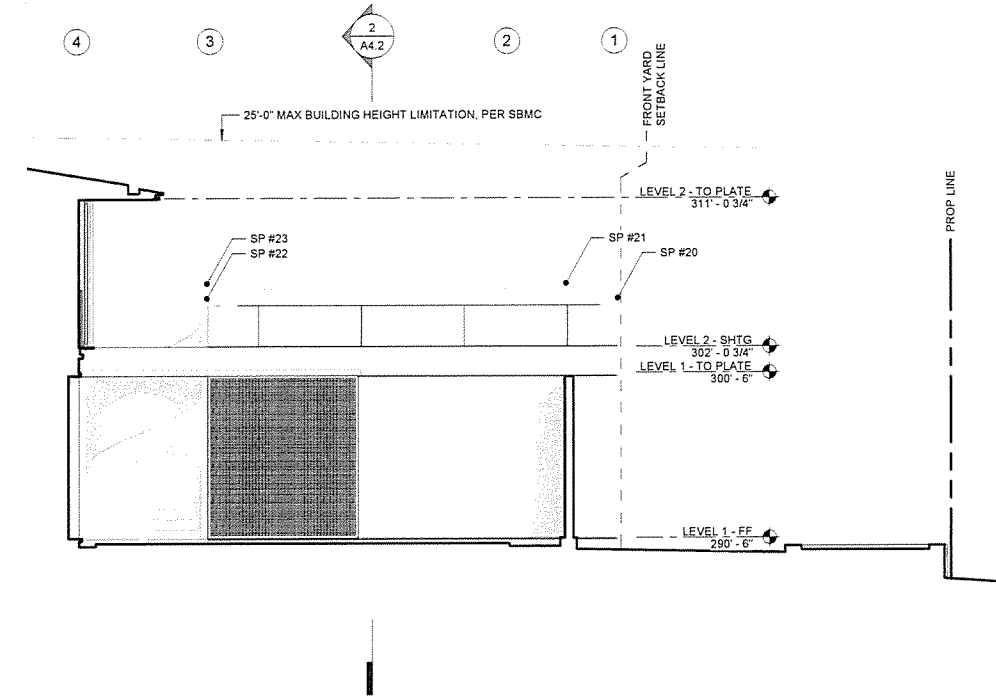 4
3
2
A4.2
2
1
FRONT YARD
SETBACK LINE
25'-0" MAX BUILDING HEIGHT LIMITATION, PER SBMC
LEVEL 2 - TO PLATE
311' - 0 3/4"
PROP LINE
SP #23
SP #22
SP #21
SP #20
LEVEL 2 - SHTG
302' - 0 3/4"
LEVEL 1 - TO PLATE
300' - 6"
LEVEL 1 - FF
290' - 6"